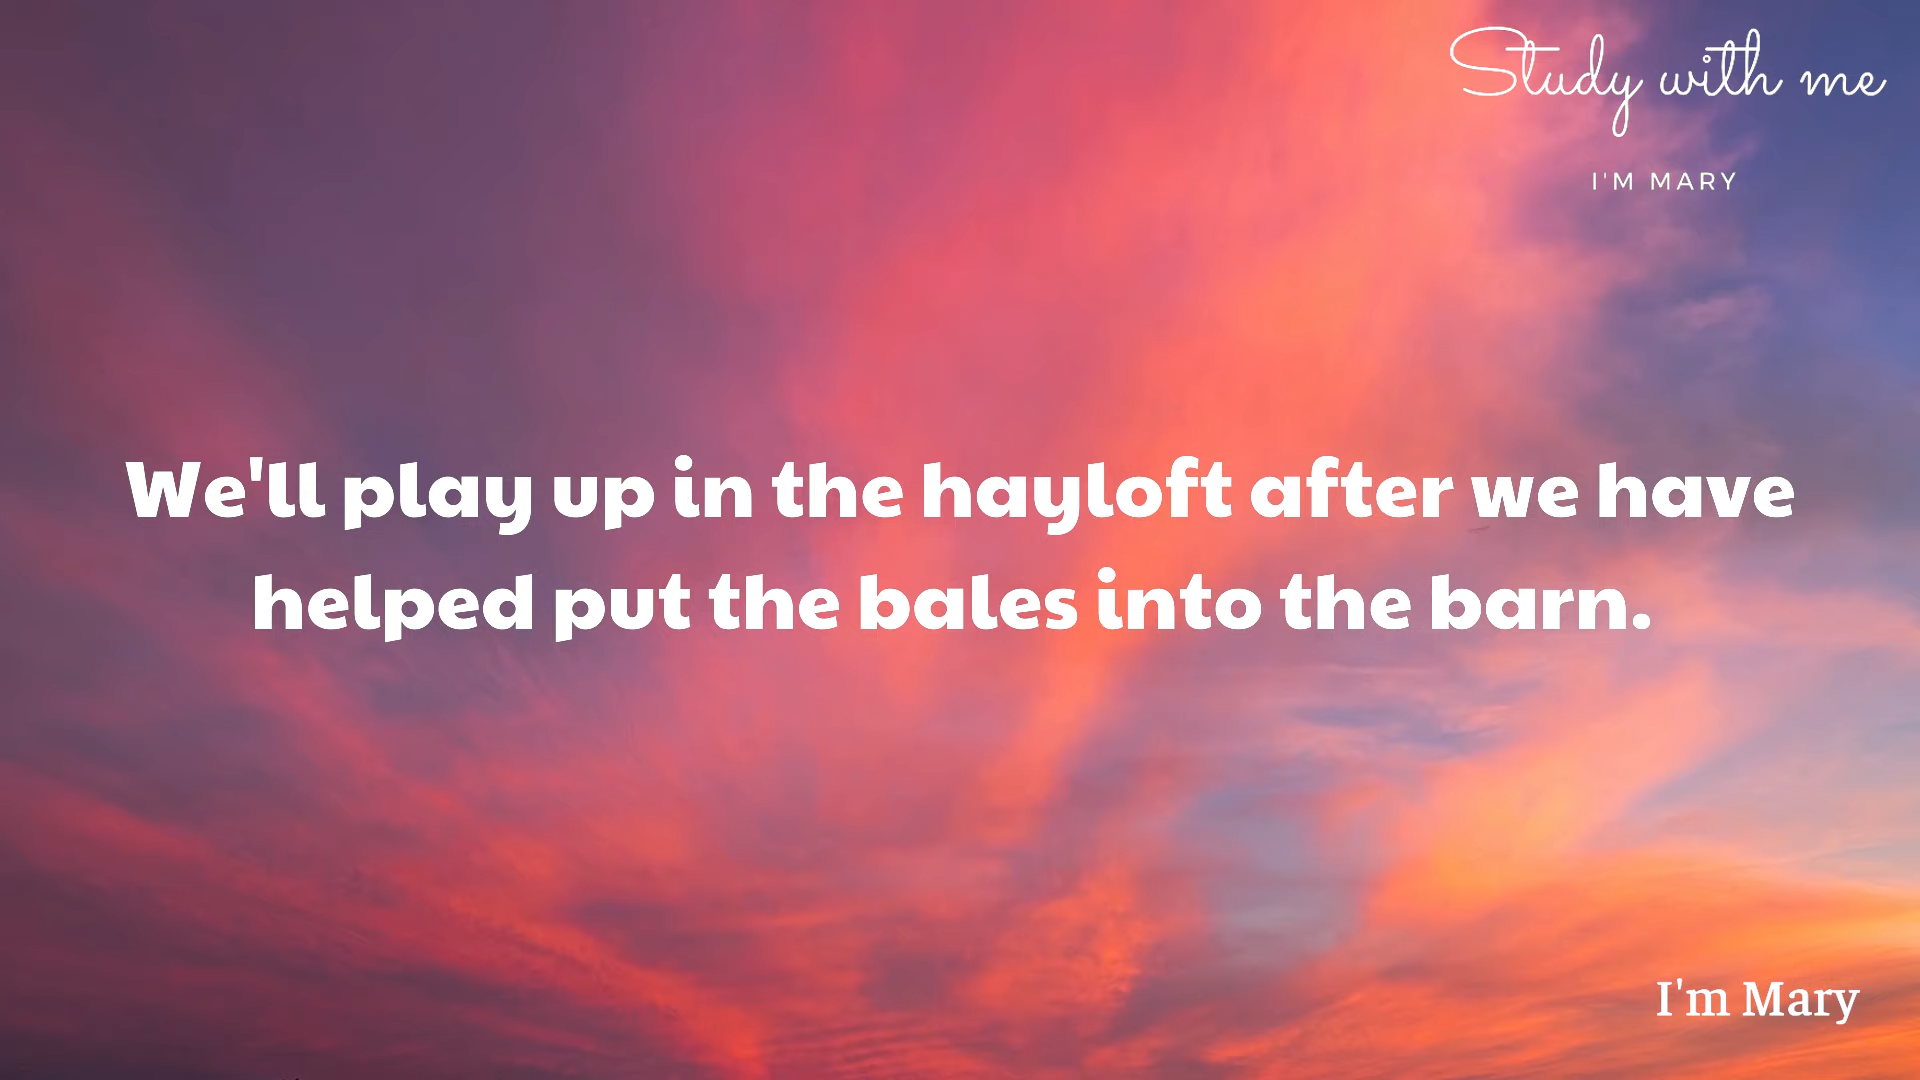 Study with me
I'M MARY
We'll play up in the hayloft after we have
helped put the bales into the barn.
I'm Mary